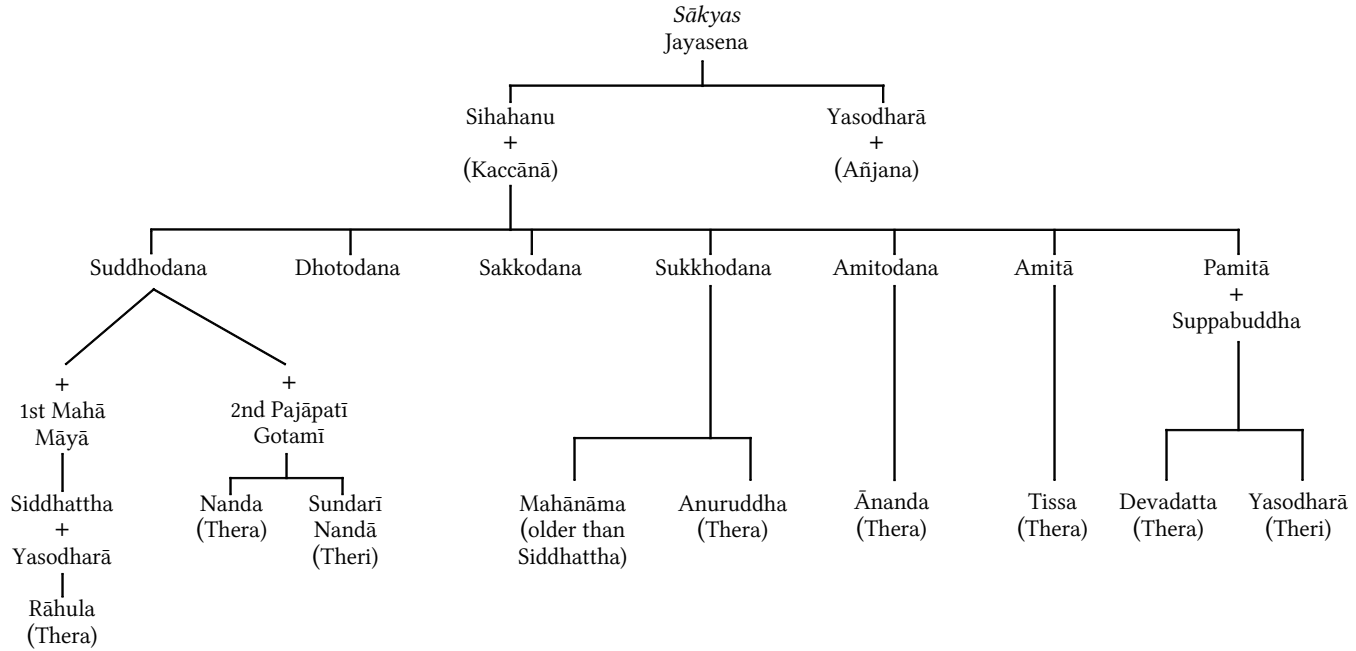 Sākyas
Jayasena
Sihahanu
+
(Kaccānā)
Yasodharā
+
(Añjana)
Suddhodana
Dhotodana
Sakkodana
Sukkhodana
Amitodana
Amitā
Pamitā
+
Suppabuddha
+
1st Mahā
Māyā
+
2nd Pajāpatī
Gotamī
Siddhattha
+
Yasodharā
Nanda
(Thera)
Sundarī
Nandā
(Theri)
Mahānāma
(older than
Siddhattha)
Anuruddha
(Thera)
Ānanda
(Thera)
Tissa
(Thera)
Devadatta
(Thera)
Yasodharā
(Theri)
Rāhula
(Thera)